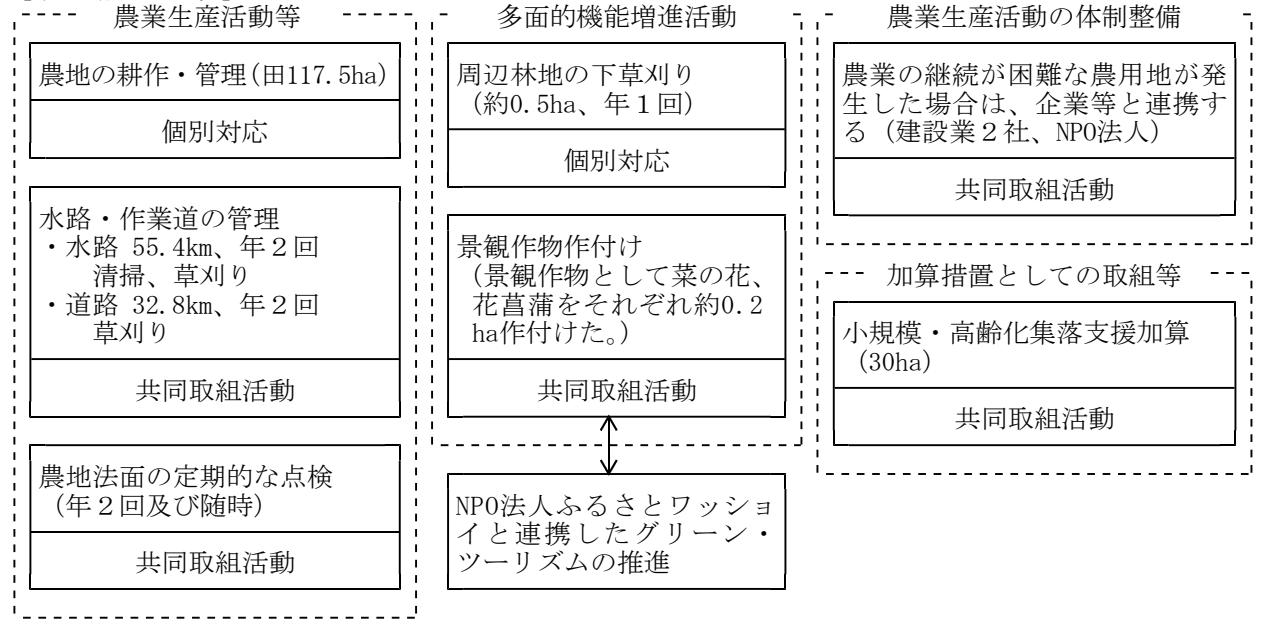 農業生産活動等
農地の耕作・管理(田117.5ha)
個別対応
水路・作業道の管理
・水路 55.4km、年２回
清掃、草刈り
・道路 32.8km、年２回
草刈り
共同取組活動
農地法面の定期的な点検
（年２回及び随時）
共同取組活動
多面的機能増進活動
周辺林地の下草刈り
（約0.5ha、年１回）
個別対応
景観作物作付け
（景観作物として菜の花、
花菖蒲をそれぞれ約0.2
ha作付けた。）
共同取組活動
NPO法人ふるさとワッショ
イと連携したグリーン・
ツーリズムの推進
農業生産活動の体制整備
農業の継続が困難な農用地が発
生した場合は、企業等と連携す
る（建設業２社、NPO法人）
共同取組活動
加算措置としての取組等
小規模・高齢化集落支援加算
（30ha）
共同取組活動